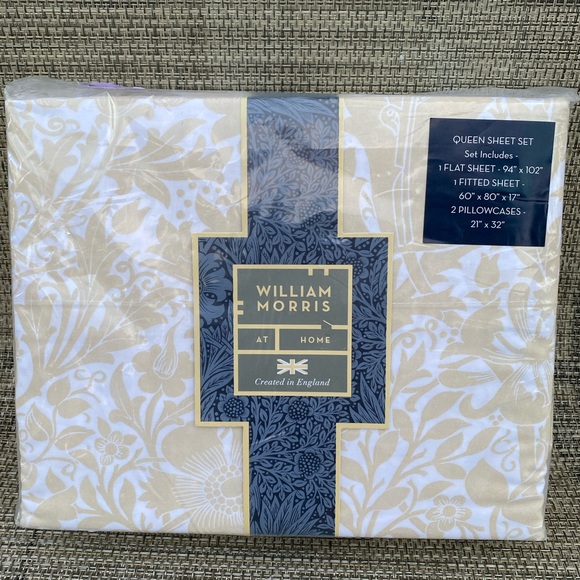 QUEEN SHEET SET
Set Includes -
1 FLAT SHEET - 94" x 102"
1 FITTED SHEET -
60" x 80" x 17"
2 PILLOWCASES -
21" x 32"
WILLIAM
MORRIS
AT HOME
Created in England